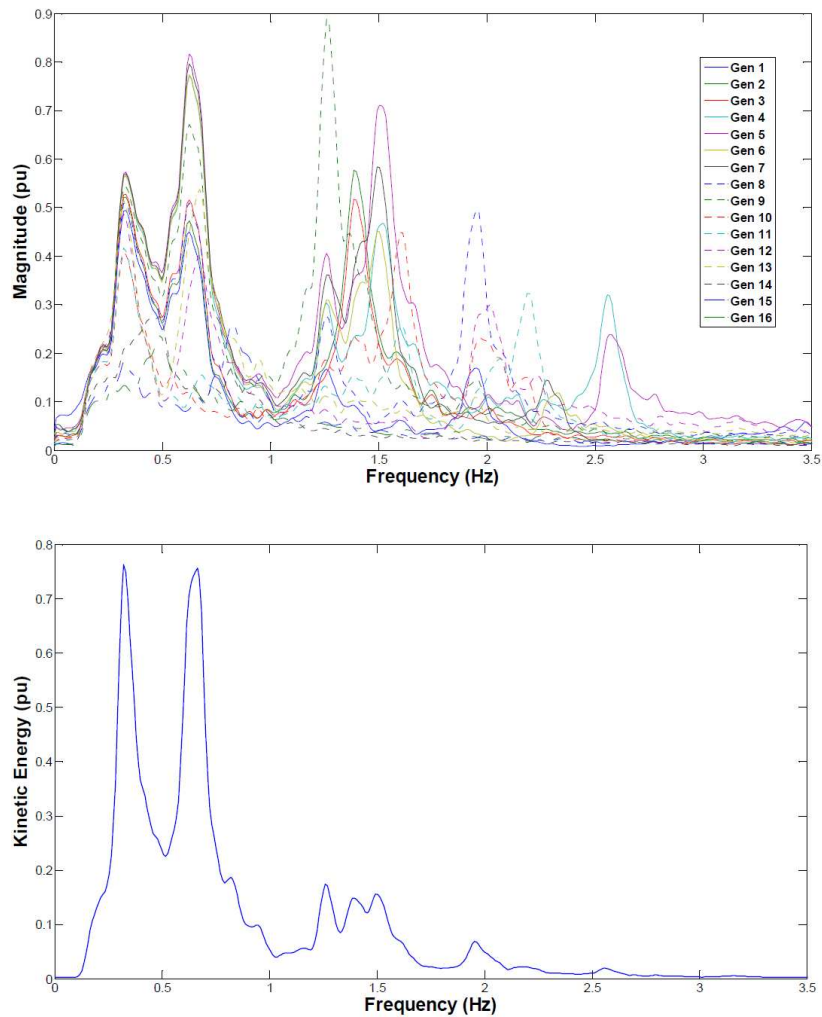 0.9
0.8
0.7
0.6
0.5
0.4
0.3
0.2
0.1
0
Magnitude (pu)
Gen 1
Gen 2
Gen 3
Gen 4
Gen 5
Gen 6
Gen 7
Gen 8
Gen 9
Gen 10
Gen 11
Gen 12
Gen 13
Gen 14
Gen 15
Gen 16
0 0.5 1 1.5 2 2.5 3 3.5
Frequency (Hz)
0.8
0.7
0.6
0.5
0.4
0.3
0.2
0.1
0
Kinetic Energy (pu)
0 0.5 1 1.5 2 2.5 3 3.5
Frequency (Hz)